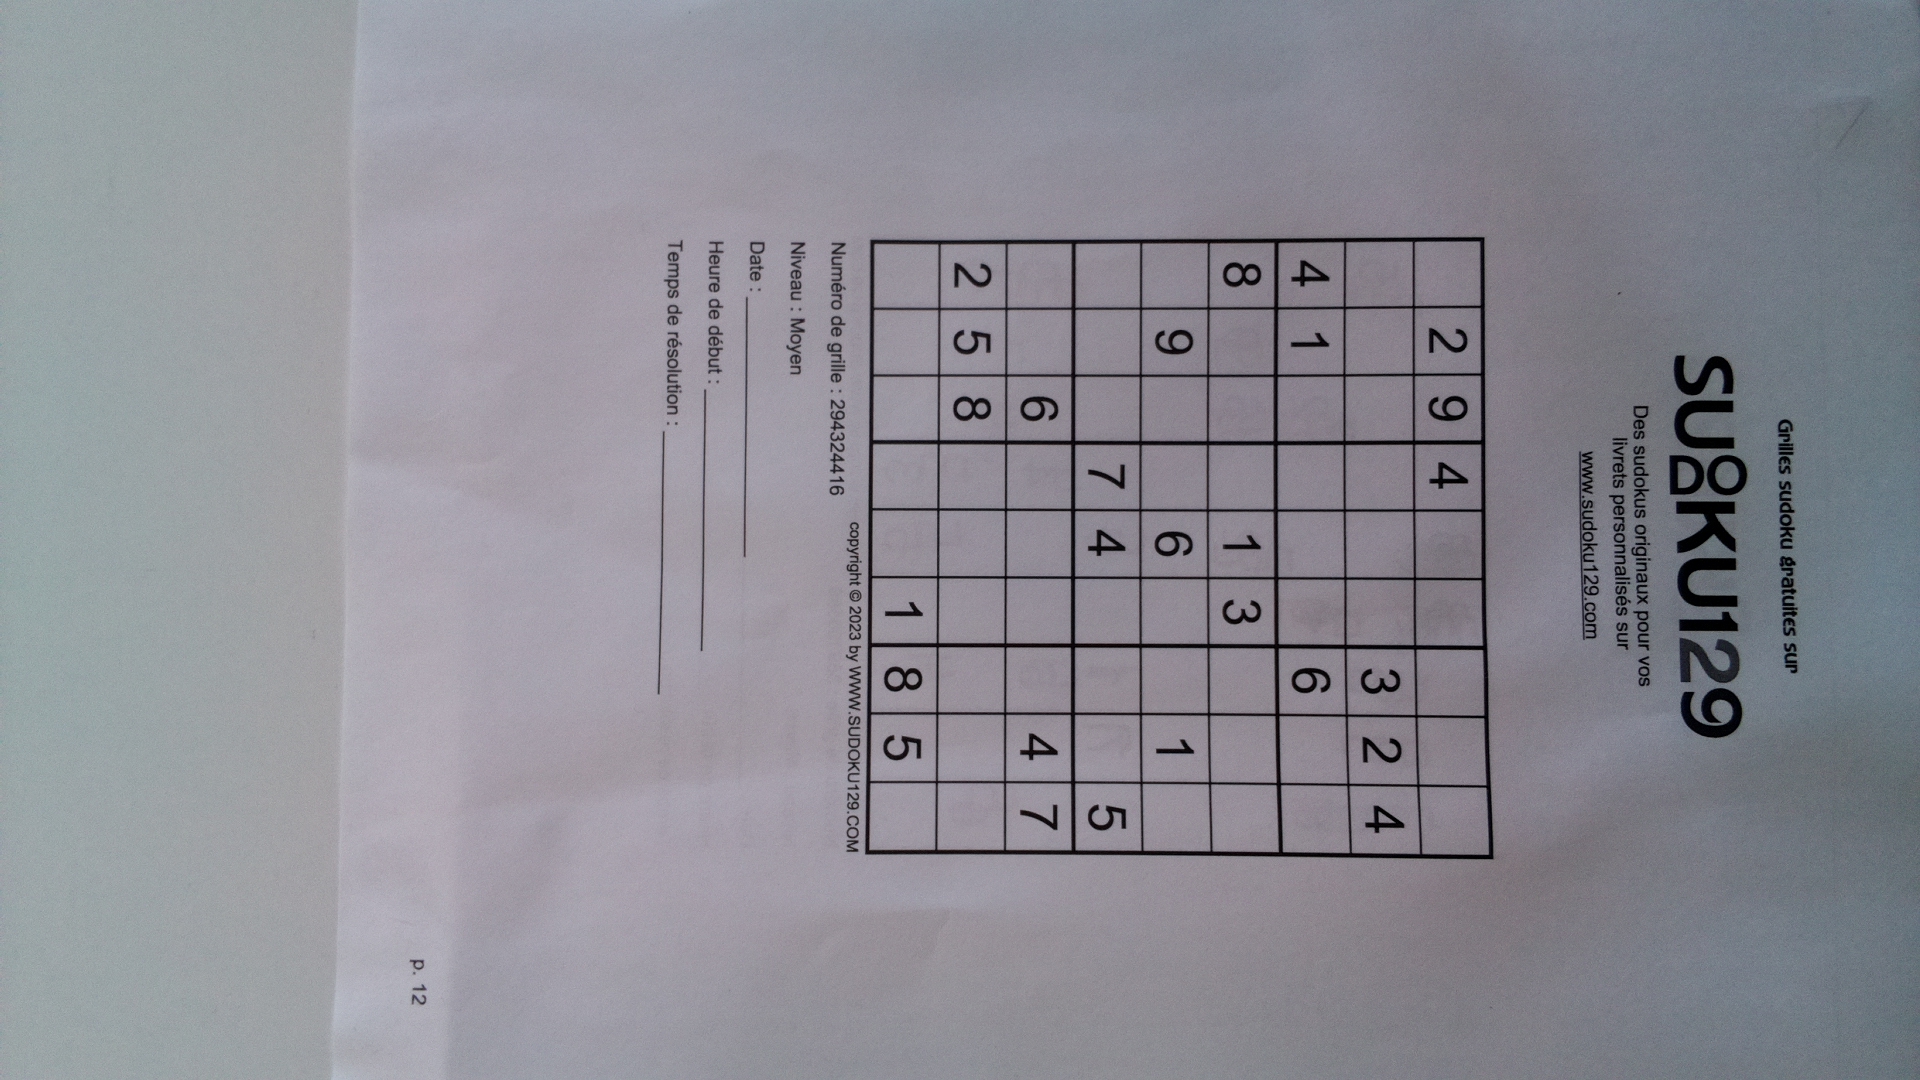 Grilles sudoku gratuites sur
SUDOKU129
Des sudokus originaux pour vos
livrets personnalisés sur
www.sudoku129.com
2 9 4
3 2 4
4 1 6
8 1 3
9 6 1
7 4 5
6 4 7
2 5 8
1 8 5
copyright © 2023 by WWW.SUDOKU129.COM
Numéro de grille : 294324416
Niveau : Moyen
Date :
Heure de début :
Temps de résolution :
p. 12